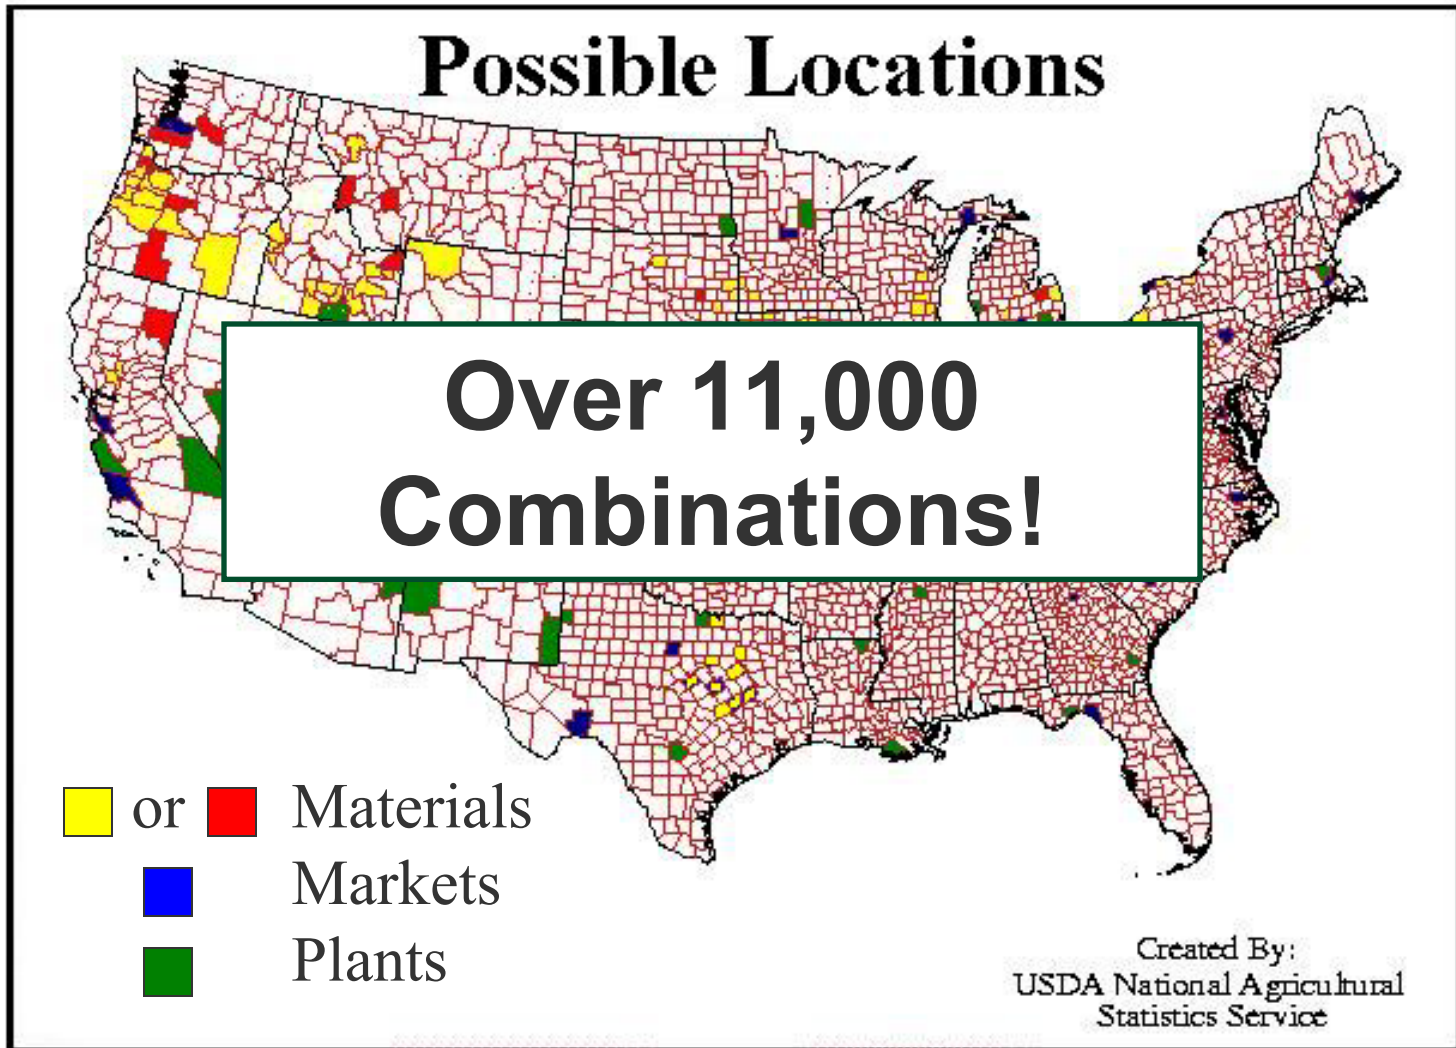 Possible Locations
Over 11,000
Combinations!
or Materials
Markets
Plants
Created By:
USDA National Agricultural
Statistics Service